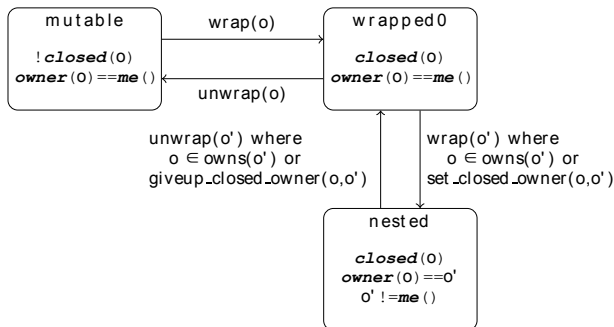 mutable
!closed(o)
owner(o)==me()
wrap(o)
unwrap(o)
wrapped0
closed(o)
owner(o)==me()
unwrap(o') where
o ∈ owns(o') or
giveup_closed_owner(o,o')
wrap(o') where
o ∈ owns(o') or
set_closed_owner(o,o')
nested
closed(o)
owner(o)==o'
o' !=me()